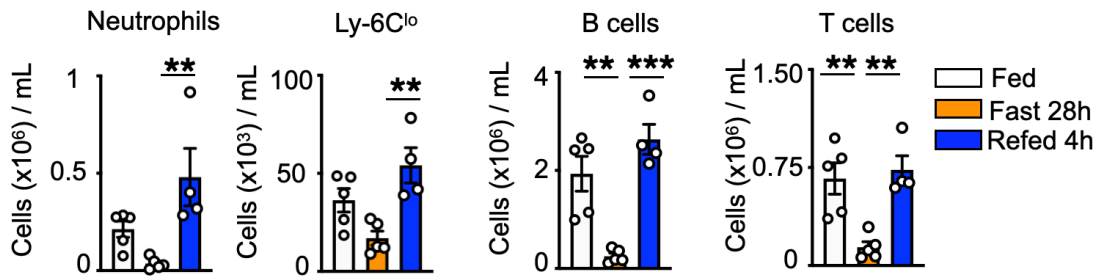 Neutrophils
Cells (x10⁶) / mL
1
0.5
0
**
Ly-6Cˡᵒ
Cells (x10³) / mL
100
50
0
**
B cells
Cells (x10⁶) / mL
4
2
0
** ***
T cells
Cells (x10⁶) / mL
1.50
0.75
0
** **
Fed
Fast 28h
Refed 4h